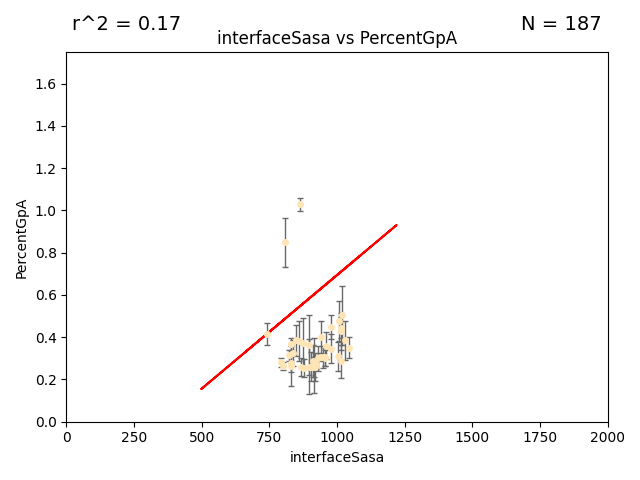 r^2 = 0.17
N = 187
interfaceSasa vs PercentGpA
PercentGpA
1.6
1.4
1.2
1.0
0.8
0.6
0.4
0.2
0.0
0 250 500 750 1000 1250 1500 1750 2000
interfaceSasa